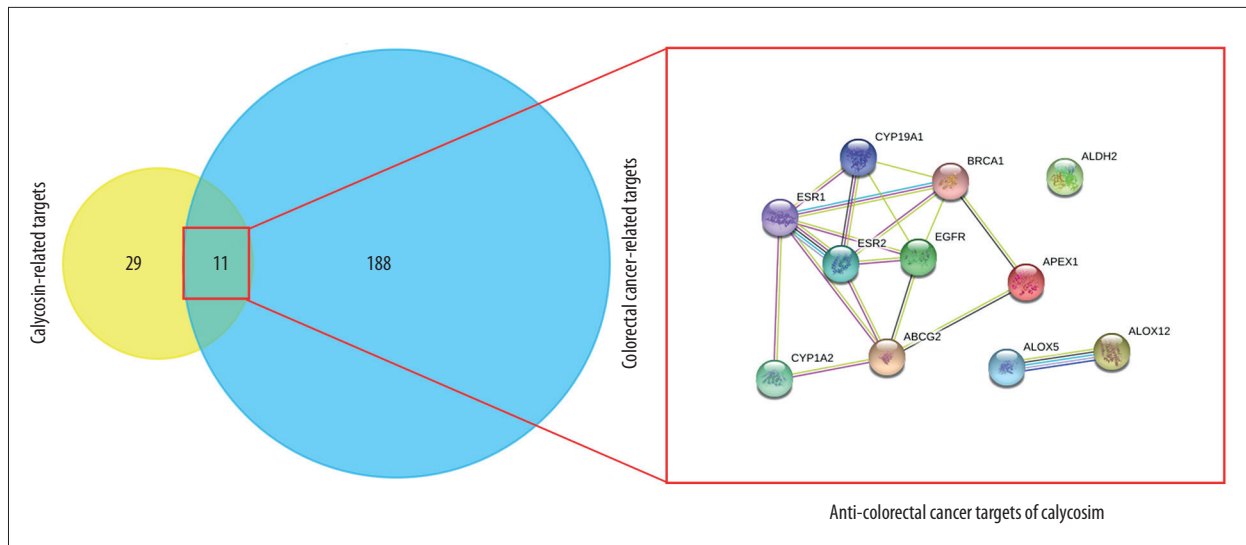 Calycosin-related targets
29
11
188
Colorectal cancer-related targets
CYP19A1
BRCA1
ALDH2
ESR1
ESR2
EGFR
APEX1
ABCG2
CYP1A2
ALOX5
ALOX12
Anti-colorectal cancer targets of calycosim